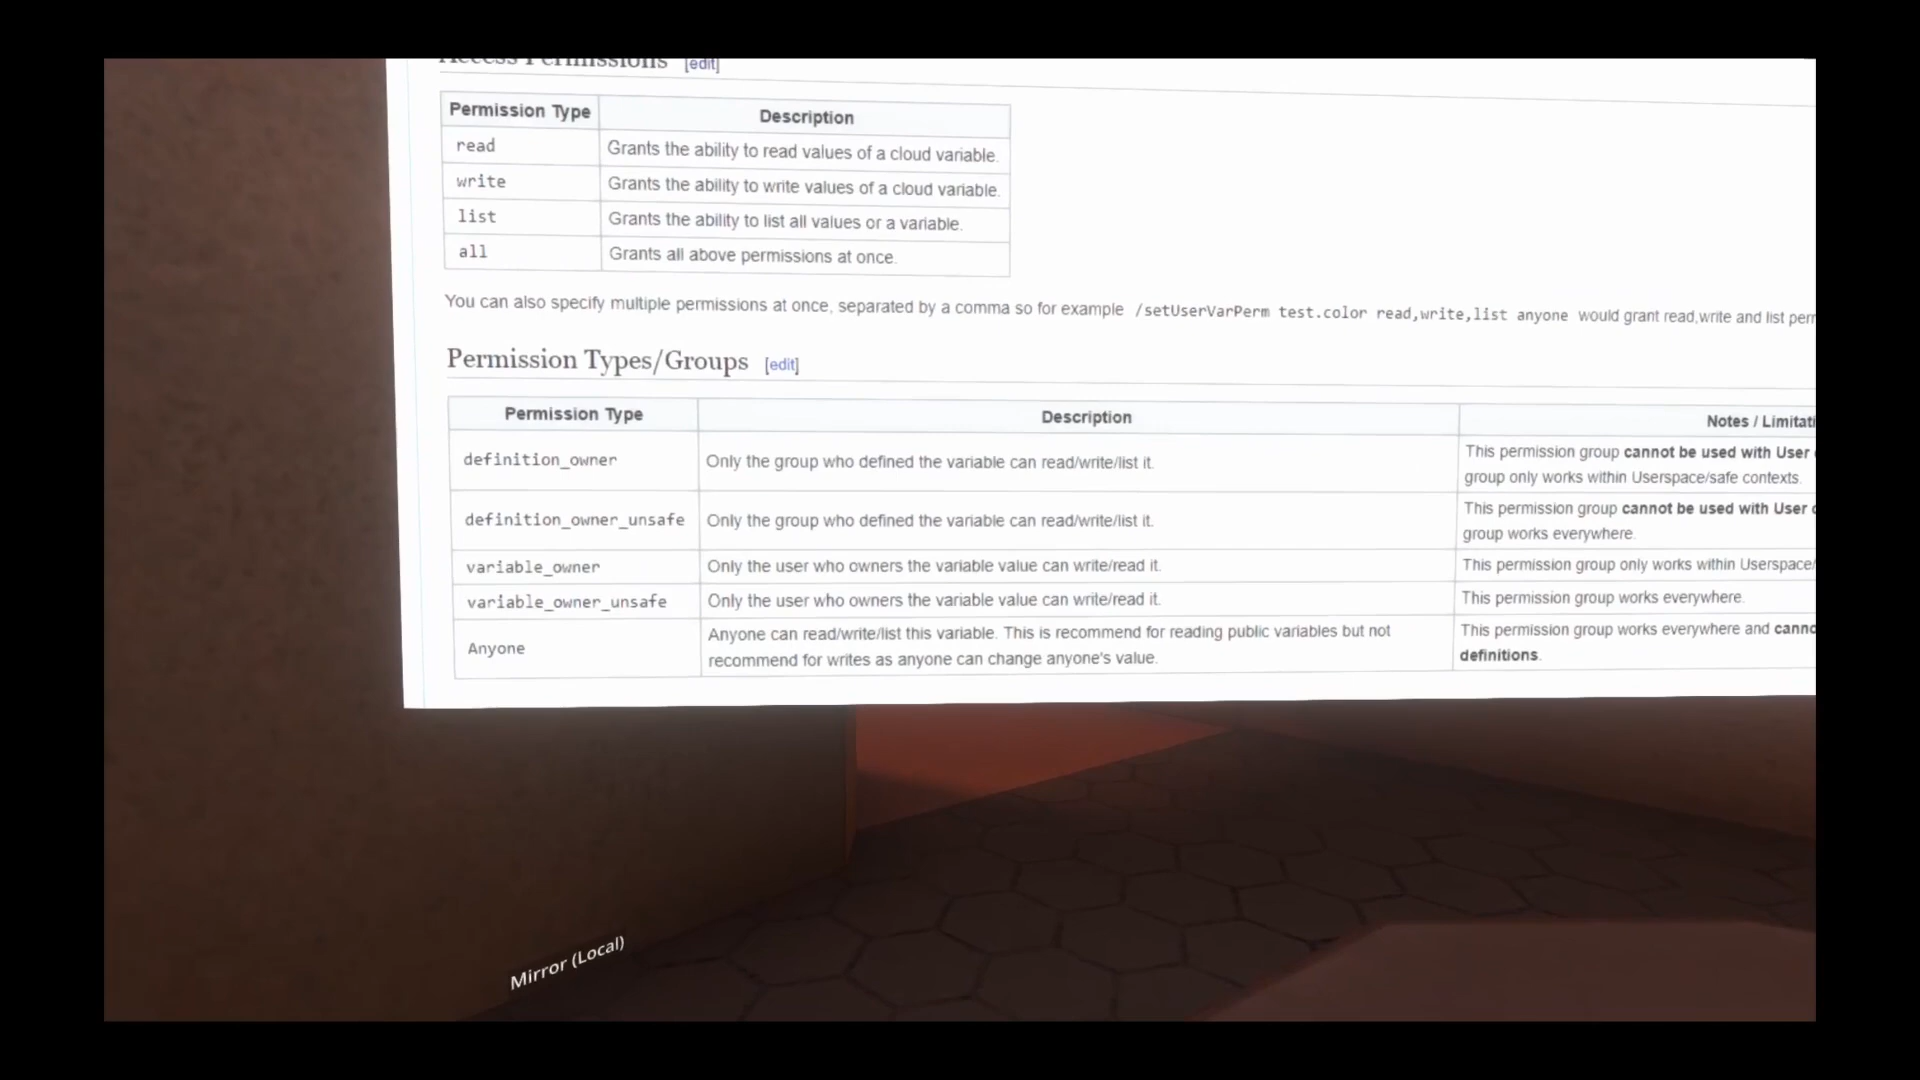 Access Permissions [edit]
Permission Type Description
read Grants the ability to read values of a cloud variable.
write Grants the ability to write values of a cloud variable.
list Grants the ability to list all values or a variable.
all Grants all above permissions at once.
You can also specify multiple permissions at once, separated by a comma so for example /setUserVarPerm test.color read,write,list anyone would grant read,write and list
Permission Types/Groups [edit]
Permission Type Description Notes /
definition_owner Only the group who defined the variable can read/write/list it. This permission group cannot be used with User
group only works within Userspace/safe contexts.
definition_owner_unsafe Only the group who defined the variable can read/write/list it. This permission group cannot be used with User
group works everywhere.
variable_owner Only the user who owns the variable value can write/read it. This permission group only works within Userspace/
variable_owner_unsafe Only the user who owns the variable value can write/read it. This permission group works everywhere.
Anyone Anyone can read/write/list this variable. This is recommend for reading public variables but not
recommend for writes as anyone can change anyone's value.
This permission group works everywhere and
definitions.
Mirror (Local)